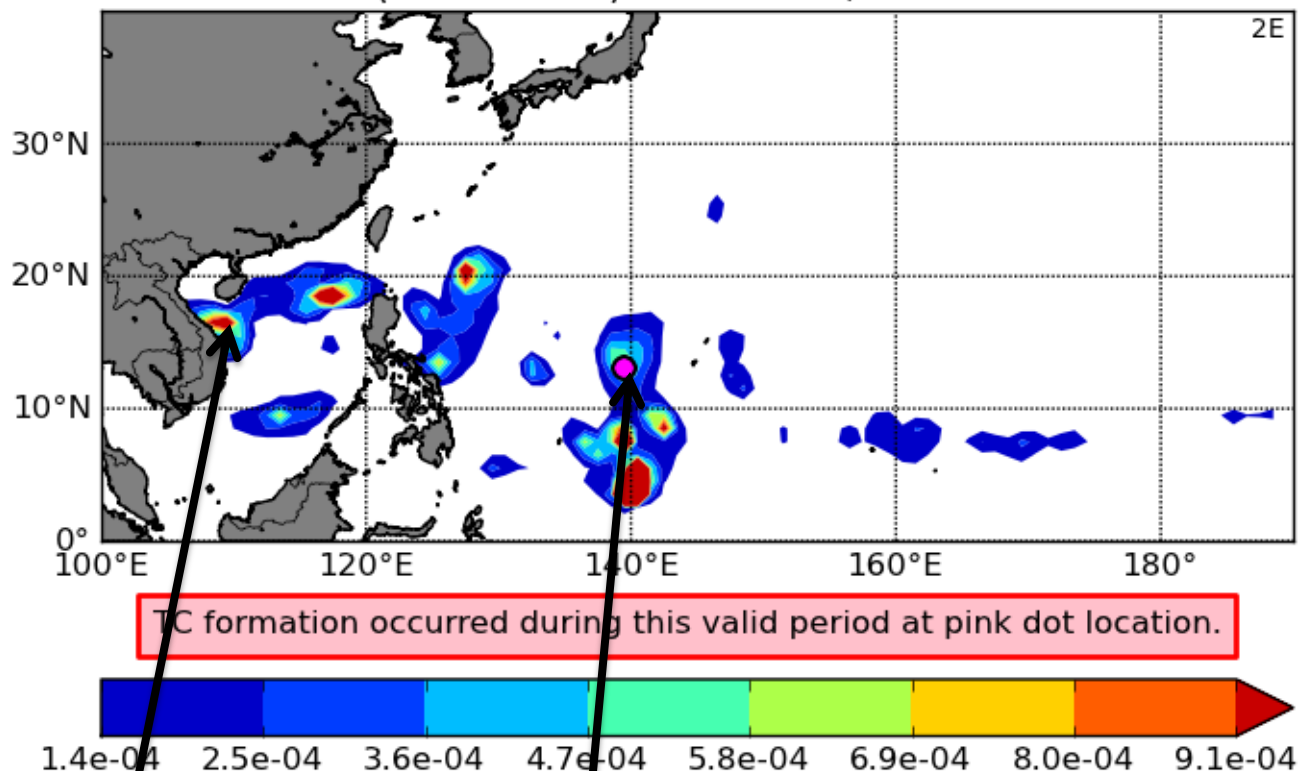 2E
30°N
20°N
10°N
0°
100°E 120°E 140°E 160°E 180°
TC formation occurred during this valid period at pink dot location.
1.4e-04 2.5e-04 3.6e-04 4.7e-04 5.8e-04 6.9e-04 8.0e-04 9.1e-04